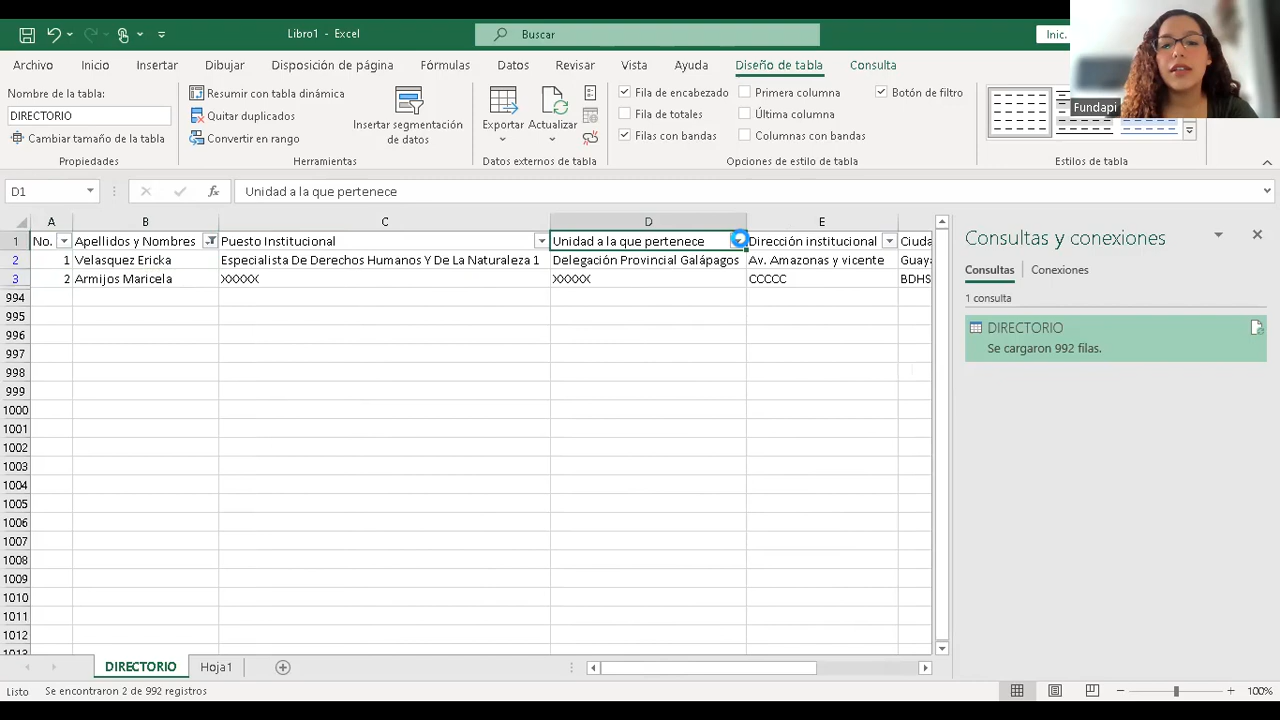 Libro1 - Excel
Buscar
Inic.
Archivo Inicio Insertar Dibujar Disposición de página Fórmulas Datos Revisar Vista Ayuda Diseño de tabla Consulta
Nombre de la tabla:
DIRECTORIO
Cambiar tamaño de la tabla
Propiedades
Resumir con tabla dinámica
Quitar duplicados
Convertir en rango
Insertar segmentación
de datos
Herramientas
Exportar Actualizar
Datos externos de tabla
Fila de encabezado Primera columna Botón de filtro
Fila de totales Última columna
Filas con bandas Columnas con bandas
Opciones de estilo de tabla
Estilos de tabla
Fundapi
D1 fx Unidad a la que pertenece
A B C D E
1 No. Apellidos y Nombres Puesto Institucional Unidad a la que pertenece Dirección institucional Ciuda
2 1 Velasquez Ericka Especialista De Derechos Humanos Y De La Naturaleza 1 Delegación Provincial Galápagos Av. Amazonas y vicente Guaya
3 2 Armijos Maricela XXXXX XXXXX CCCCC BDHS
994
995
996
997
998
999
1000
1001
1002
1003
1004
1005
1006
1007
1008
1009
1010
1011
1012
1013
Consultas y conexiones
Consultas Conexiones
1 consulta
DIRECTORIO
Se cargaron 992 filas.
DIRECTORIO Hoja1
Listo Se encontraron 2 de 992 registros
100%